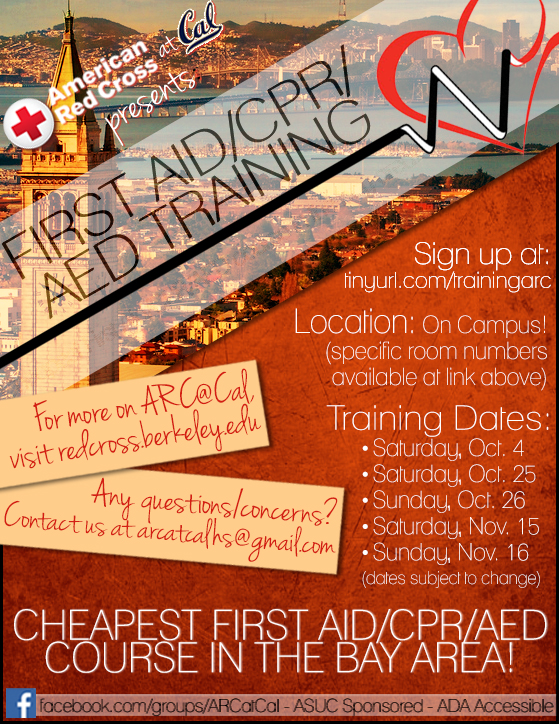 American
Red Cross at Cal
presents
FIRST AID/CPR/
AED TRAINING
Sign up at:
tinyurl.com/trainingarc
Location: On Campus!
(specific room numbers
available at link above)
For more on ARC@Cal,
visit redcross.berkeley.edu
Any questions/concerns?
Contact us at arcatcalhs@gmail.com
Training Dates:
• Saturday, Oct. 4
• Saturday, Oct. 25
• Sunday, Oct. 26
• Saturday, Nov. 15
• Sunday, Nov. 16
(dates subject to change)
CHEAPEST FIRST AID/CPR/AED
COURSE IN THE BAY AREA!
f facebook.com/groups/ARCatCal - ASUC Sponsored - ADA Accessible